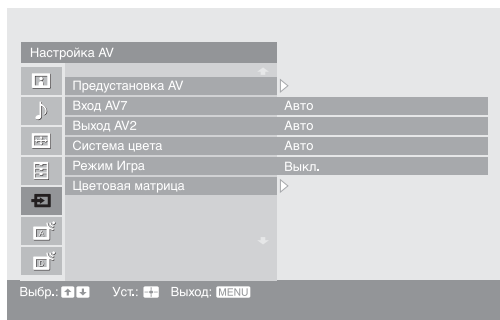 Настройка AV
Предустановка AV
Вход AV7 Авто
Выход AV2 Авто
Система цвета Авто
Режим Игра Выкл.
Цветовая матрица
Выбр.: Уст.: Выход: MENU